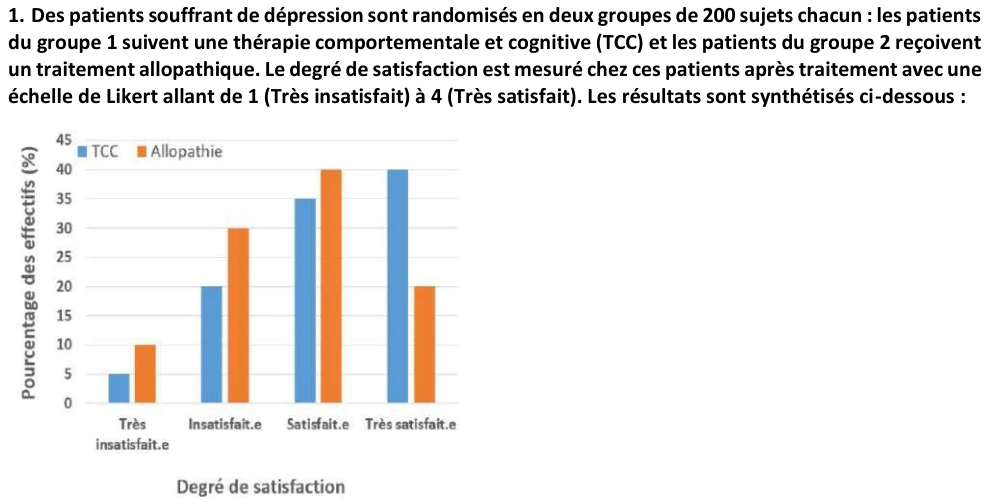 1. Des patients souffrant de dépression sont randomisés en deux groupes de 200 sujets chacun : les patients
du groupe 1 suivent une thérapie comportementale et cognitive (TCC) et les patients du groupe 2 reçoivent
un traitement allopathique. Le degré de satisfaction est mesuré chez ces patients après traitement avec une
échelle de Likert allant de 1 (Très insatisfait) à 4 (Très satisfait). Les résultats sont synthétisés ci-dessous :
Pourcentage des effectifs (%)
TCC Allopathie
45
40
35
30
25
20
15
10
5
0
Très
insatisfait.e
Insatisfait.e
Satisfait.e
Très satisfait.e
Degré de satisfaction